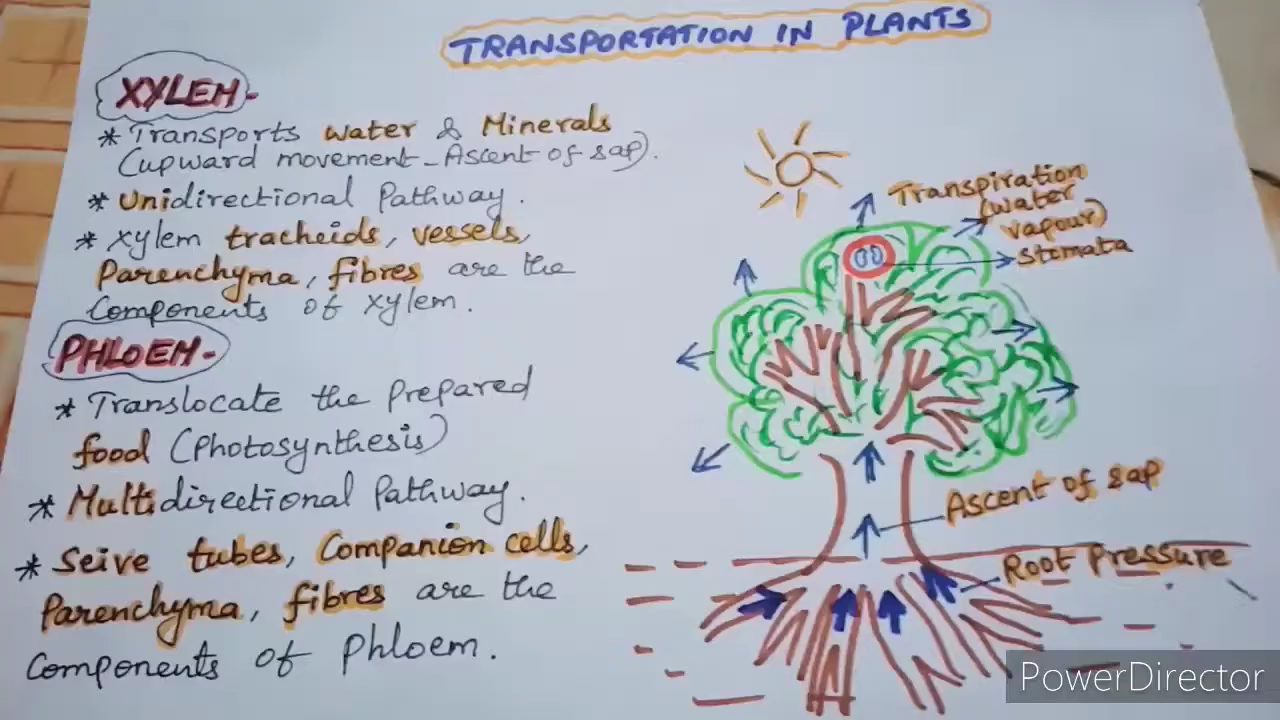 TRANSPORTATION IN PLANTS
XYLEM-
* Transports water & Minerals
(upward movement - Ascent of sap).
* Unidirectional Pathway.
* Xylem tracheids, vessels,
Parenchyma, fibres are the
Components of xylem.
PHLOEM-
* Translocate the Prepared
food (Photosynthesis)
* Multidirectional Pathway.
* Seive tubes, Companion cells,
Parenchyma, fibres are the
Components of Phloem.
Transpiration
(water
vapour)
Stomata
Ascent of sap
Root Pressure
PowerDirector